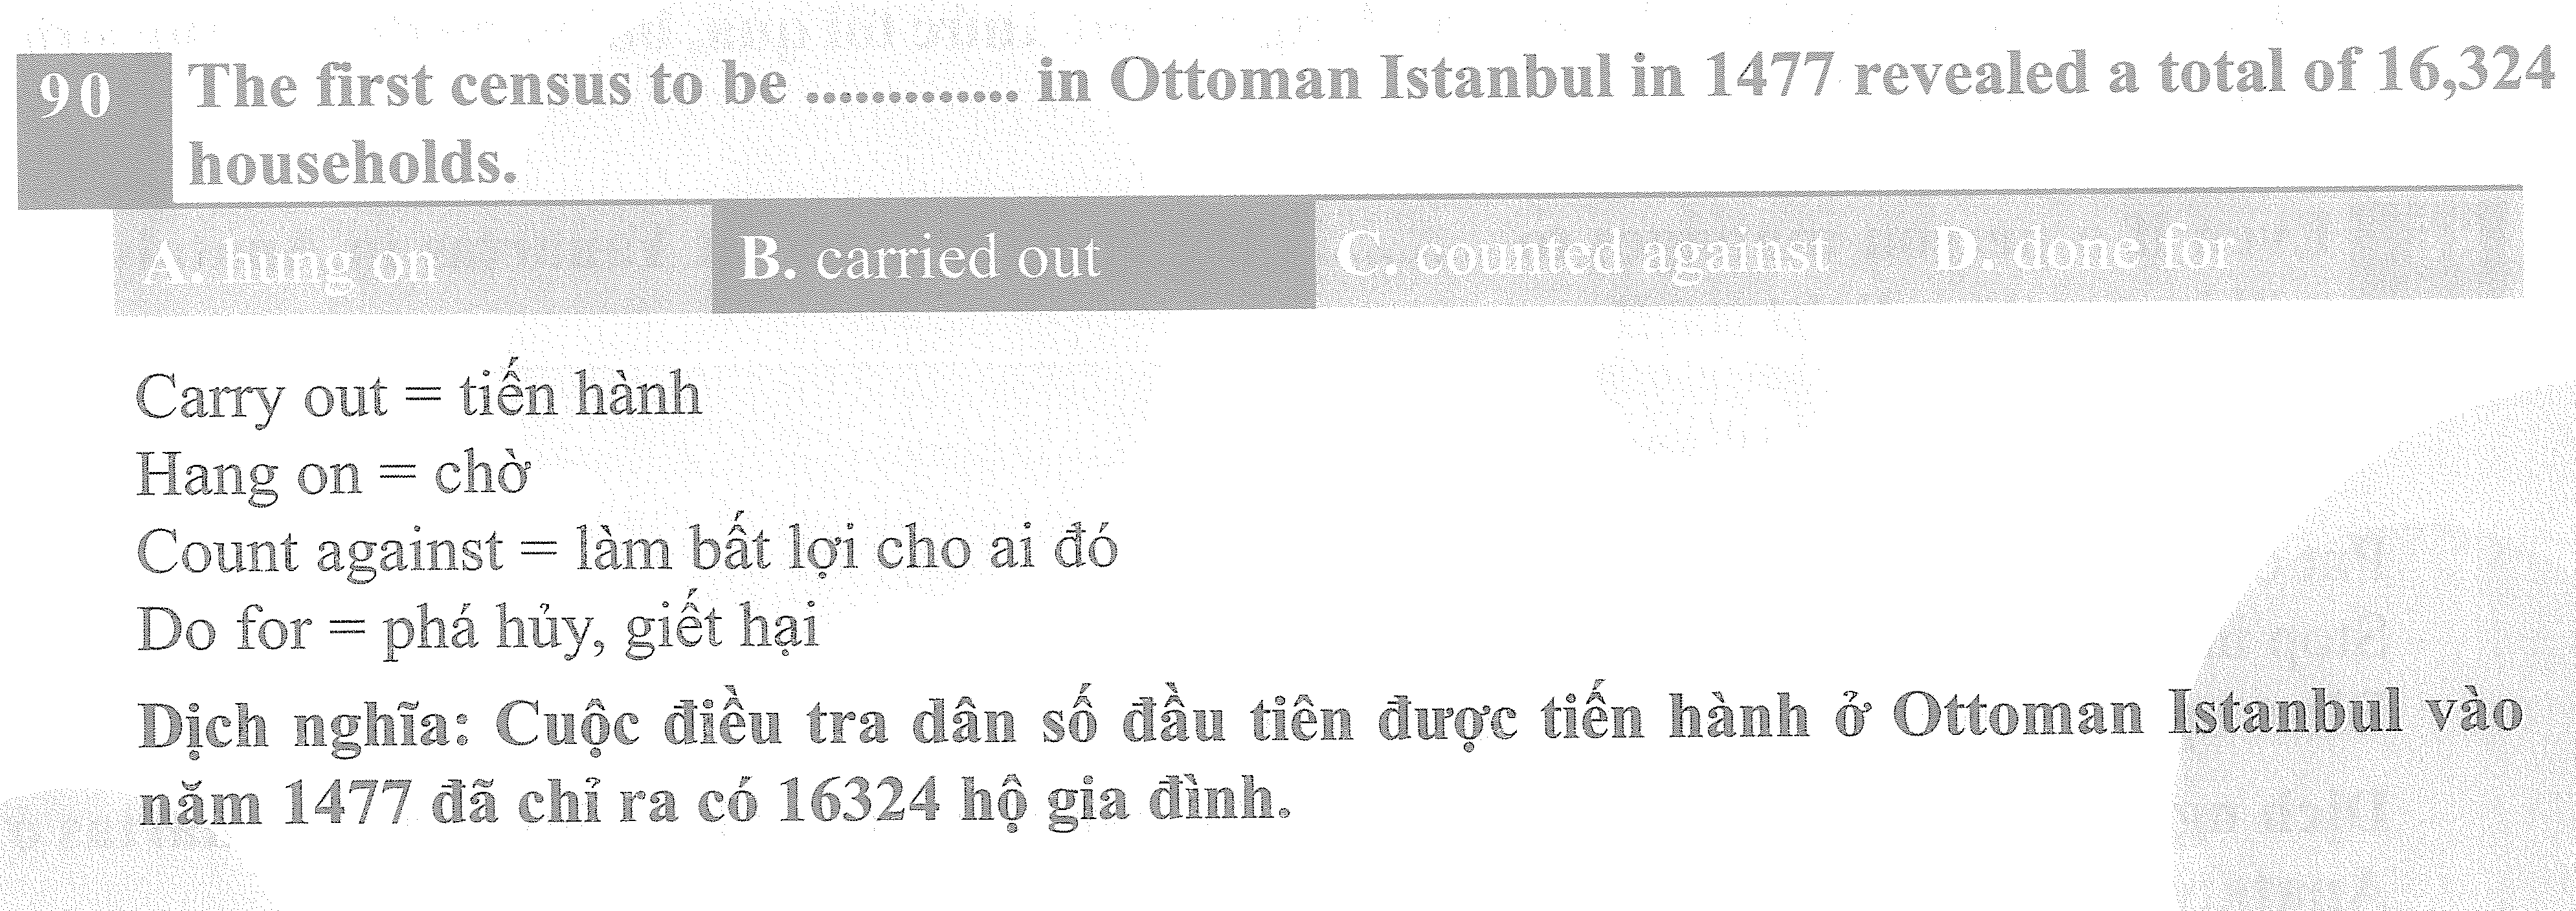 90 The first census to be ............. in Ottoman Istanbul in 1477 revealed a total of 16,324
households.
A. hung on B. carried out C. counted against D. done for
Carry out = tiến hành
Hang on = chờ
Count against = làm bất lợi cho ai đó
Do for = phá hủy, giết hại
Dịch nghĩa: Cuộc điều tra dân số đầu tiên được tiến hành ở Ottoman Istanbul vào
năm 1477 đã chỉ ra có 16324 hộ gia đình.